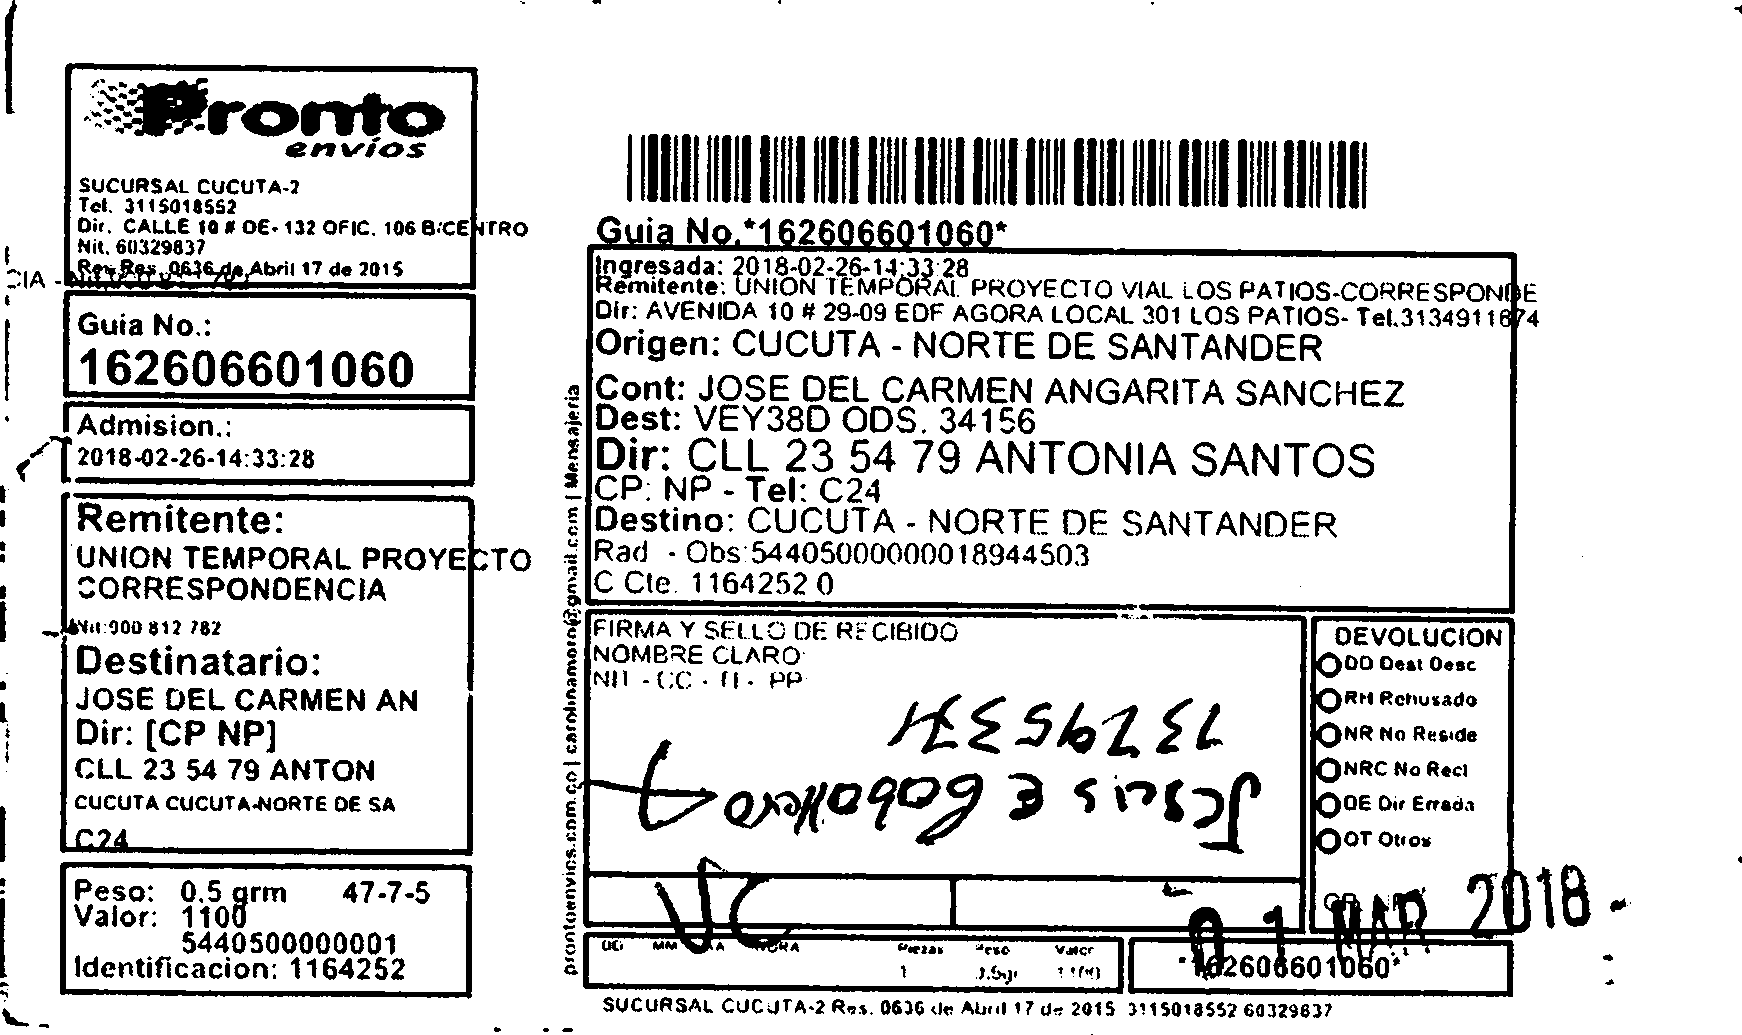 Pronto
envíos
SUCURSAL CUCUTA-2
Tel. 3115018552
Dir. CALLE 10 # OE- 132 OFIC. 106 B/CENTRO
Nit. 60329837
Rev Res. 0636 de Abril 17 de 2015
CIA -
Guia No.:
162606601060
Admision.:
2018-02-26-14:33:28
Remitente:
UNION TEMPORAL PROYECTO
CORRESPONDENCIA
Nit:900 812 782
Destinatario:
JOSE DEL CARMEN AN
Dir: [CP NP]
CLL 23 54 79 ANTON
CUCUTA CUCUTA-NORTE DE SA
C24
Peso: 0.5 grm 47-7-5
Valor: 1100
5440500000001
Identificacion: 1164252
prontoenvios.com.co | carolinamoro@gmail.com | Mensajeria
Guia No.*162606601060*
Ingresada: 2018-02-26-14:33:28
Remitente: UNION TEMPORAL PROYECTO VIAL LOS PATIOS-CORRESPONDE
Dir: AVENIDA 10 # 29-09 EDF AGORA LOCAL 301 LOS PATIOS- Tel.3134911674
Origen: CUCUTA - NORTE DE SANTANDER
Cont: JOSE DEL CARMEN ANGARITA SANCHEZ
Dest: VEY38D ODS. 34156
Dir: CLL 23 54 79 ANTONIA SANTOS
CP: NP - Tel: C24
Destino: CUCUTA - NORTE DE SANTANDER
Rad - Obs:54405000000018944503
C Cte. 1164252 0
FIRMA Y SELLO DE RECIBIDO
NOMBRE CLARO
NIT - CC - TI - PP
Jesus E
DEVOLUCION
DD Dest Desc
RH Rehusado
NR No Reside
NRC No Recl
DE Dir Errada
OT Otros
01 MAR 2018
MM HORA Piezas Peso Valor
1 0.5gr 1100
*162606601060*
SUCURSAL CUCUTA-2 Res. 0636 de Abril 17 de 2015 3115018552 60329837